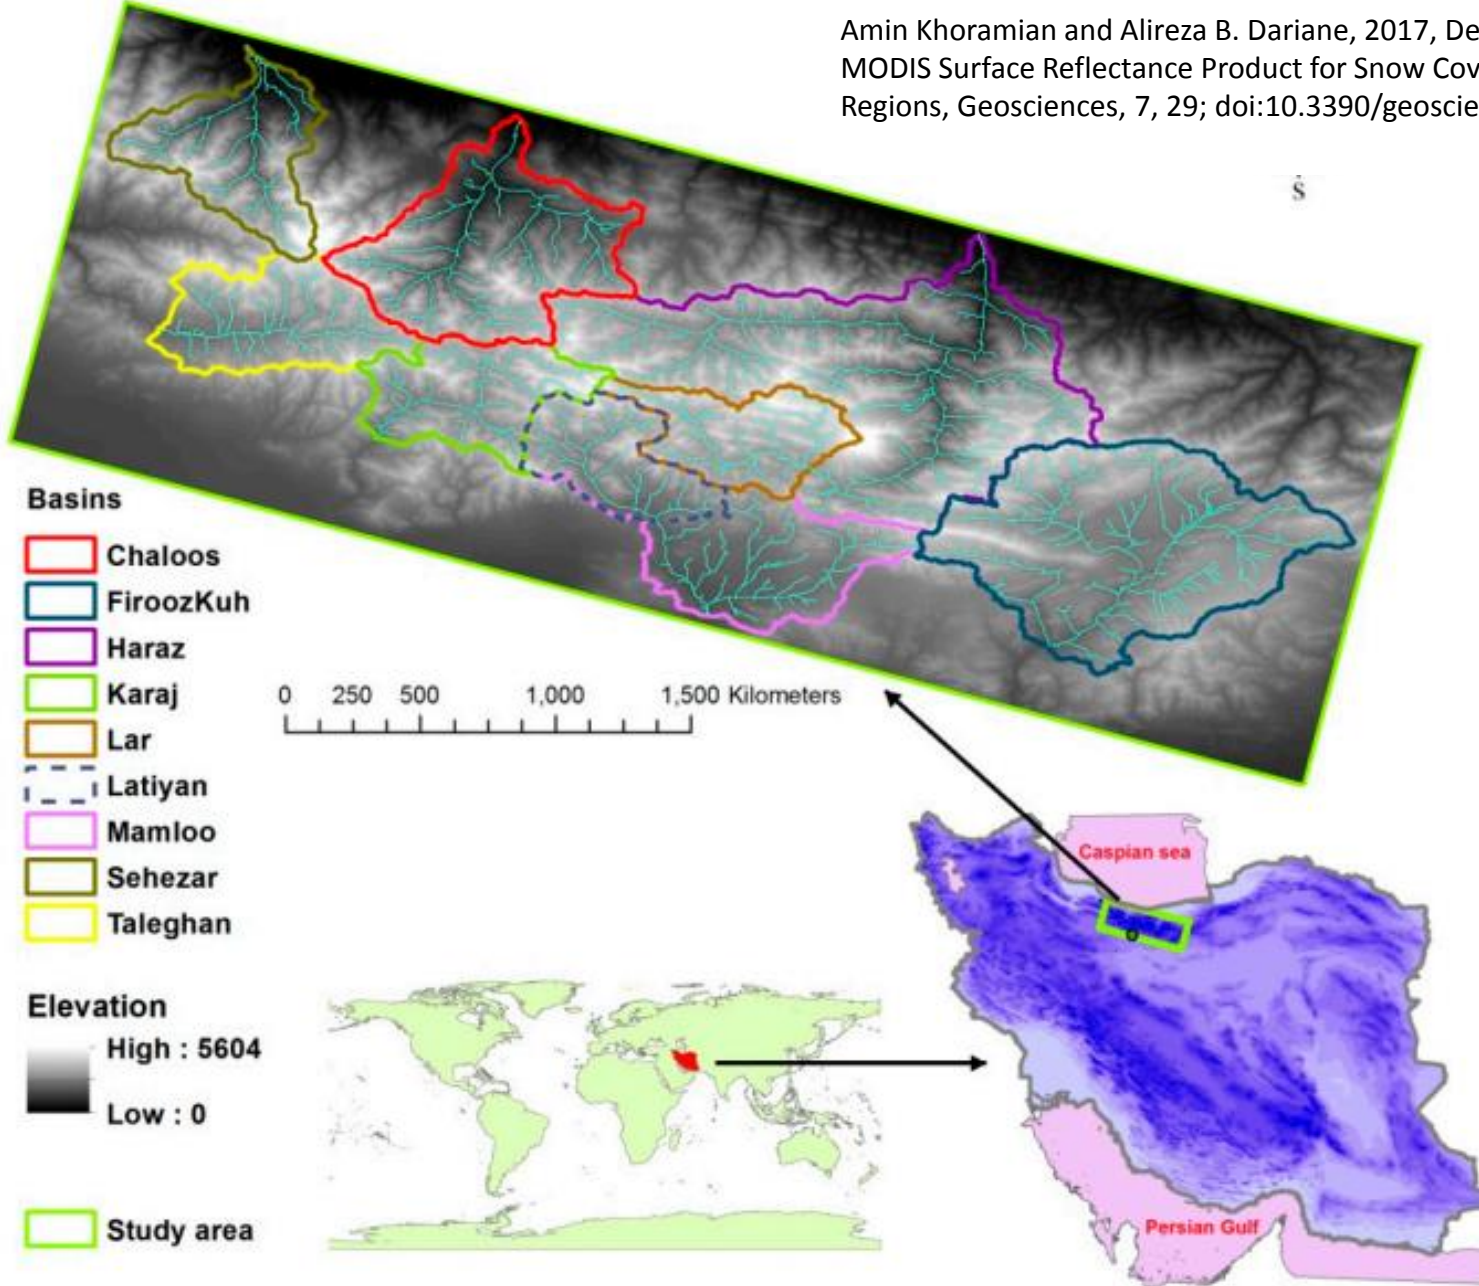 Amin Khoramian and Alireza B. Dariane, 2017, De
MODIS Surface Reflectance Product for Snow Cov
Regions, Geosciences, 7, 29; doi:10.3390/geoscie
S
Basins
Chaloos
FiroozKuh
Haraz
Karaj
Lar
Latiyan
Mamloo
Sehezar
Taleghan
0 250 500 1,000 1,500 Kilometers
Caspian sea
Elevation
High : 5604
Low : 0
Study area
Persian Gulf